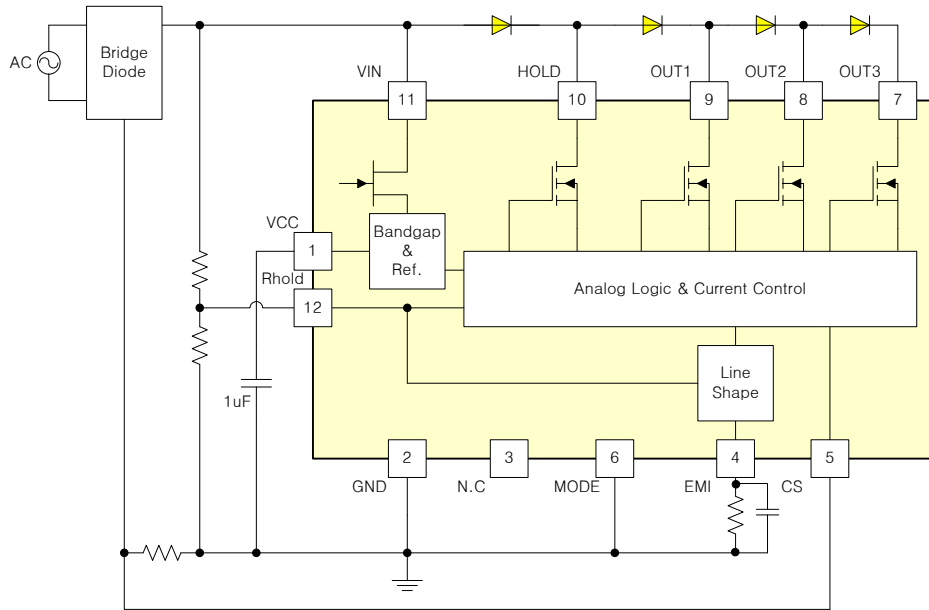 AC
Bridge
Diode
VIN
HOLD
OUT1
OUT2
OUT3
11
10
9
8
7
VCC
1
Bandgap
&
Ref.
Rhold
12
Analog Logic & Current Control
Line
Shape
1uF
2
3
6
4
5
GND
N.C
MODE
EMI
CS